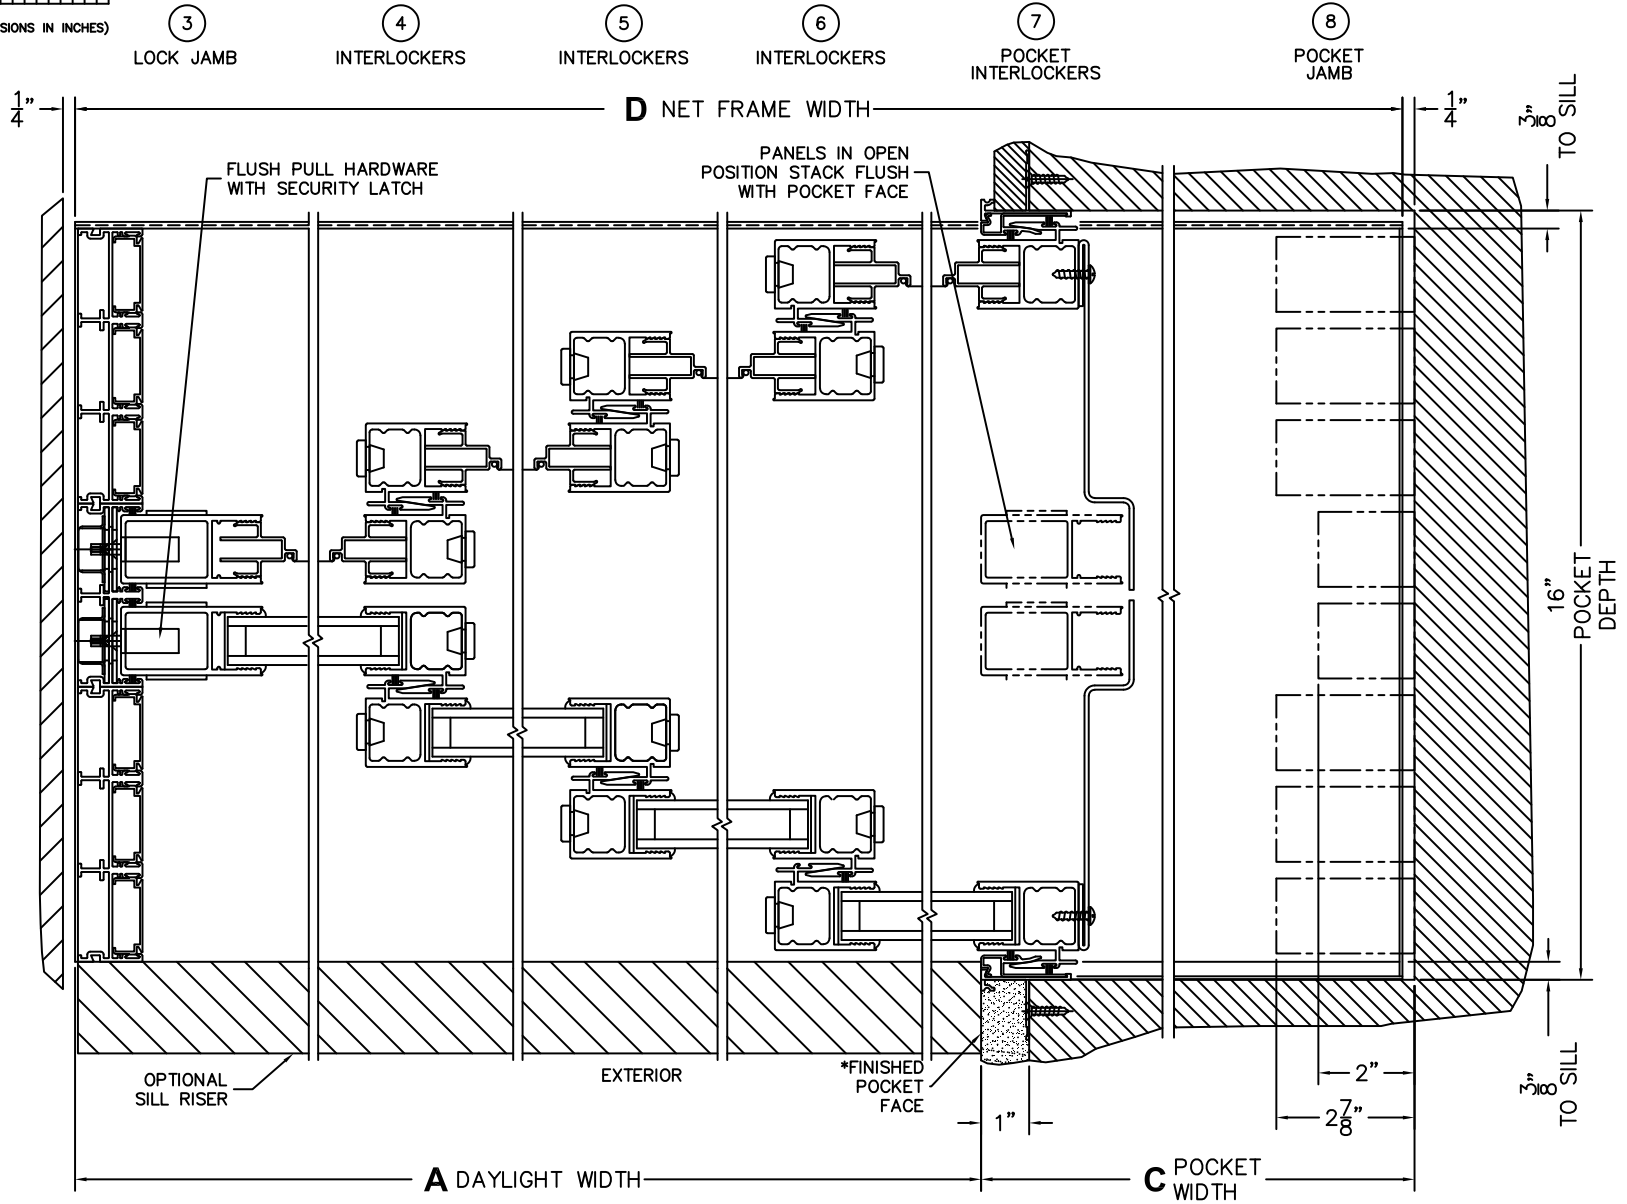 SIONS IN INCHES)
3
LOCK JAMB
4
INTERLOCKERS
5
INTERLOCKERS
6
INTERLOCKERS
7
POCKET
INTERLOCKERS
8
POCKET
JAMB
1/4"
D NET FRAME WIDTH
1/4"
3/8"
TO SILL
FLUSH PULL HARDWARE
WITH SECURITY LATCH
PANELS IN OPEN
POSITION STACK FLUSH
WITH POCKET FACE
16"
POCKET
DEPTH
OPTIONAL
SILL RISER
EXTERIOR
*FINISHED
POCKET
FACE
1"
2"
2 7/8"
3/8"
TO SILL
A DAYLIGHT WIDTH
C POCKET
WIDTH